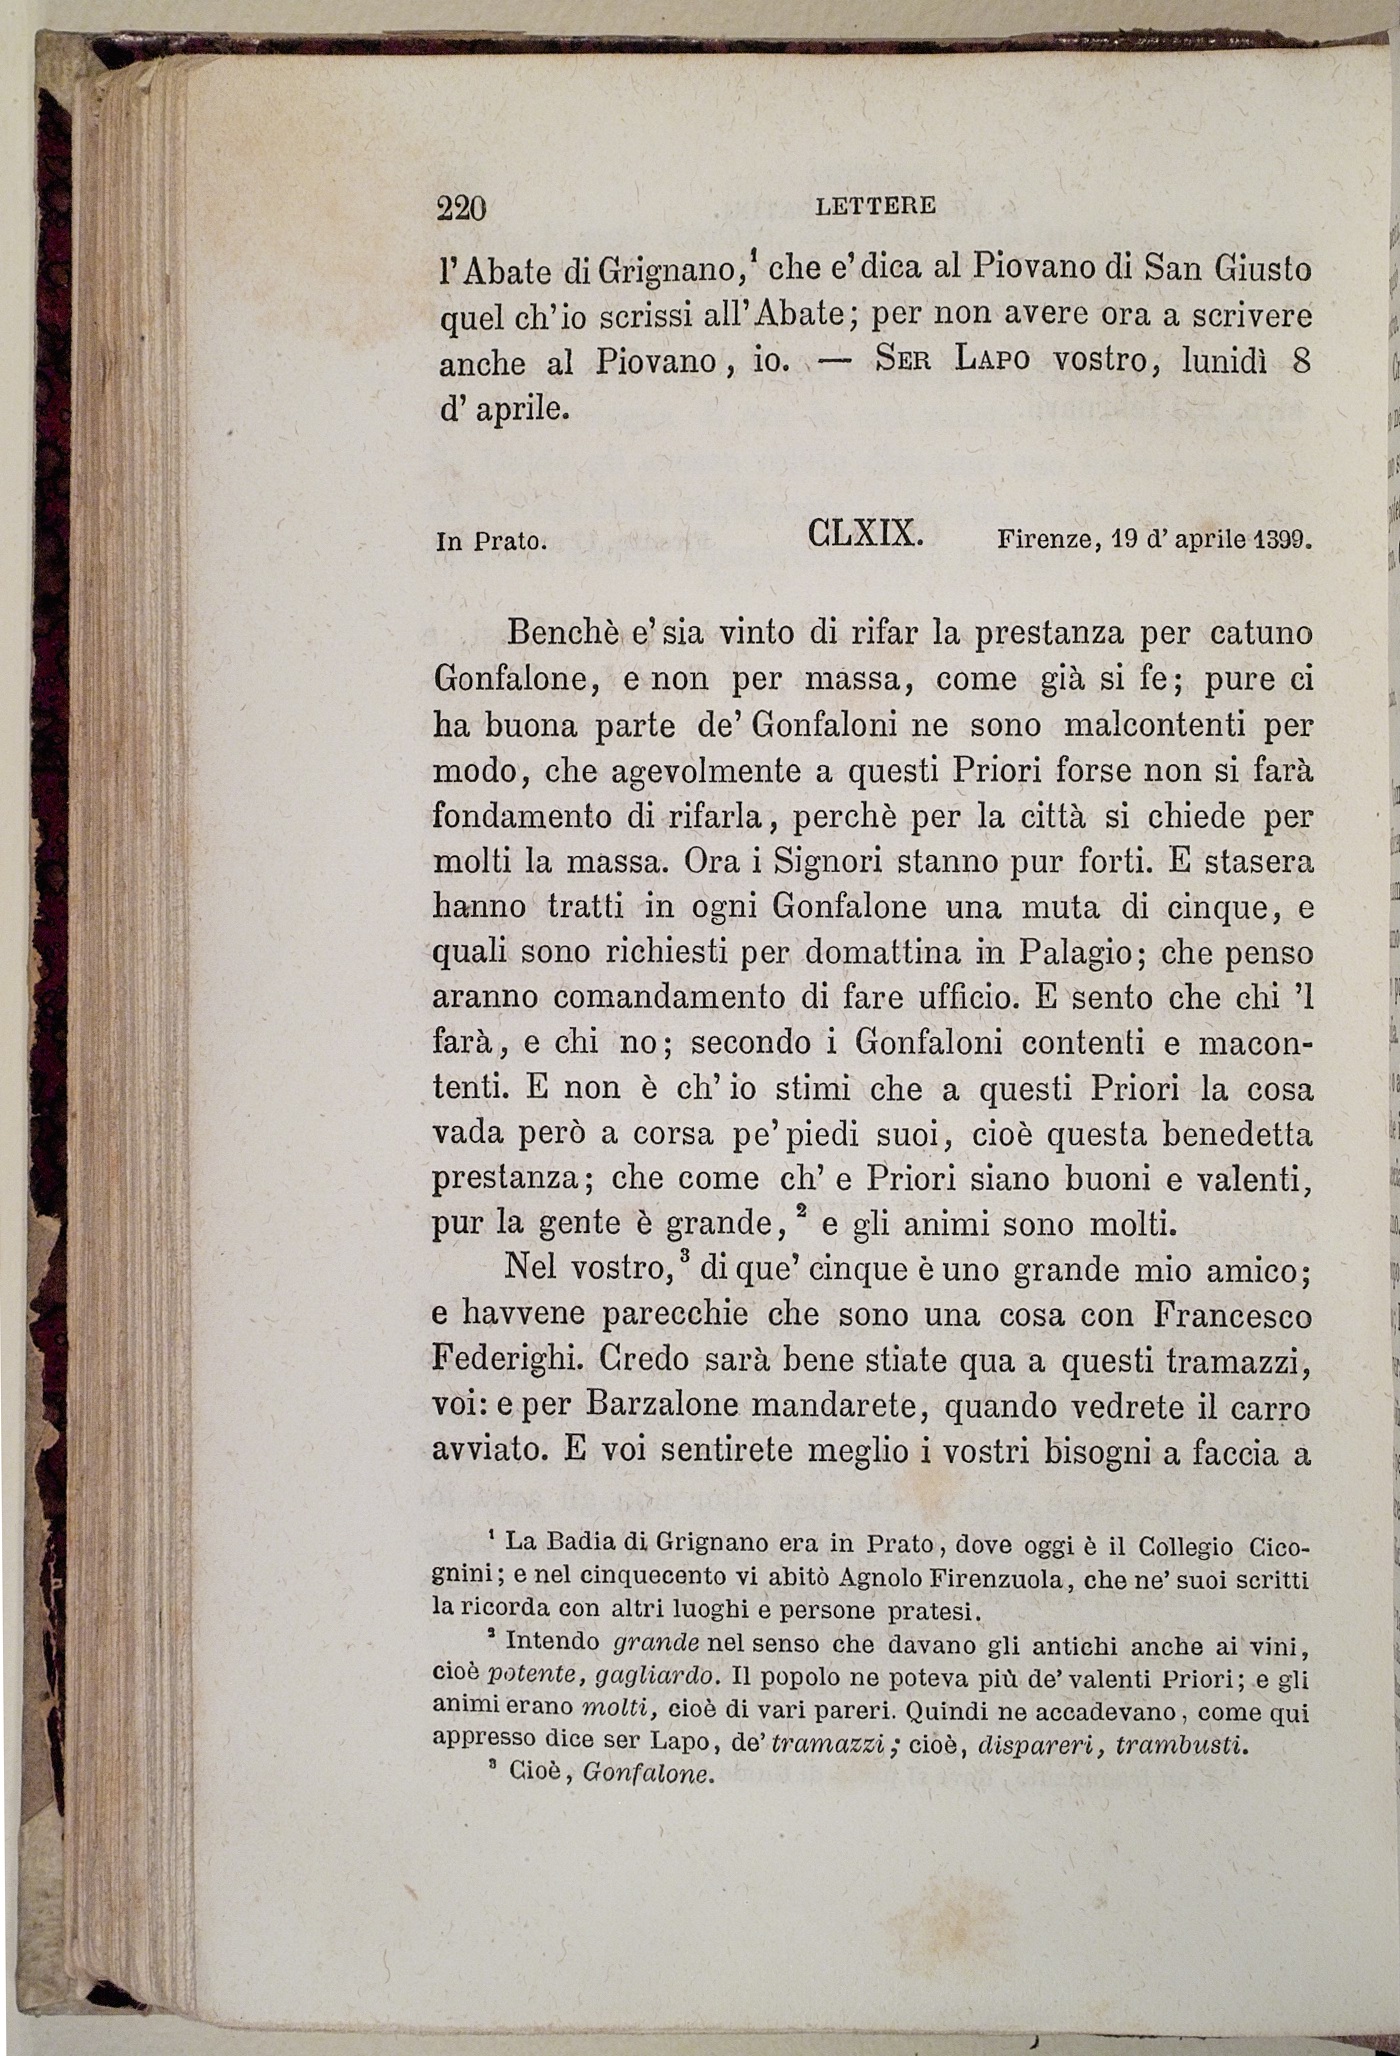 220 LETTERE
l' Abate di Grignano,¹ che e' dica al Piovano di San Giusto
quel ch' io scrissi all' Abate; per non avere ora a scrivere
anche al Piovano, io. — SER LAPO vostro, lunidì 8
d' aprile.
In Prato. CLXIX. Firenze, 19 d' aprile 1399.
Benchè e' sia vinto di rifar la prestanza per catuno
Gonfalone, e non per massa, come già si fe; pure ci
ha buona parte de' Gonfaloni ne sono malcontenti per
modo, che agevolmente a questi Priori forse non si farà
fondamento di rifarla, perchè per la città si chiede per
molti la massa. Ora i Signori stanno pur forti. E stasera
hanno tratti in ogni Gonfalone una muta di cinque, e
quali sono richiesti per domattina in Palagio; che penso
aranno comandamento di fare ufficio. E sento che chi 'l
farà, e chi no; secondo i Gonfaloni contenti e macon-
tenti. E non è ch' io stimi che a questi Priori la cosa
vada però a corsa pe' piedi suoi, cioè questa benedetta
prestanza; che come ch' e Priori siano buoni e valenti,
pur la gente è grande,² e gli animi sono molti.
Nel vostro,³ di que' cinque è uno grande mio amico;
e havvene parecchie che sono una cosa con Francesco
Federighi. Credo sarà bene stiate qua a questi tramazzi,
voi: e per Barzalone mandarete, quando vedrete il carro
avviato. E voi sentirete meglio i vostri bisogni a faccia a
¹ La Badia di Grignano era in Prato, dove oggi è il Collegio Cico-
gnini; e nel cinquecento vi abitò Agnolo Firenzuola, che ne' suoi scritti
la ricorda con altri luoghi e persone pratesi.
² Intendo grande nel senso che davano gli antichi anche ai vini,
cioè potente, gagliardo. Il popolo ne poteva più de' valenti Priori; e gli
animi erano molti, cioè di vari pareri. Quindi ne accadevano, come qui
appresso dice ser Lapo, de' tramazzi; cioè, dispareri, trambusti.
³ Cioè, Gonfalone.